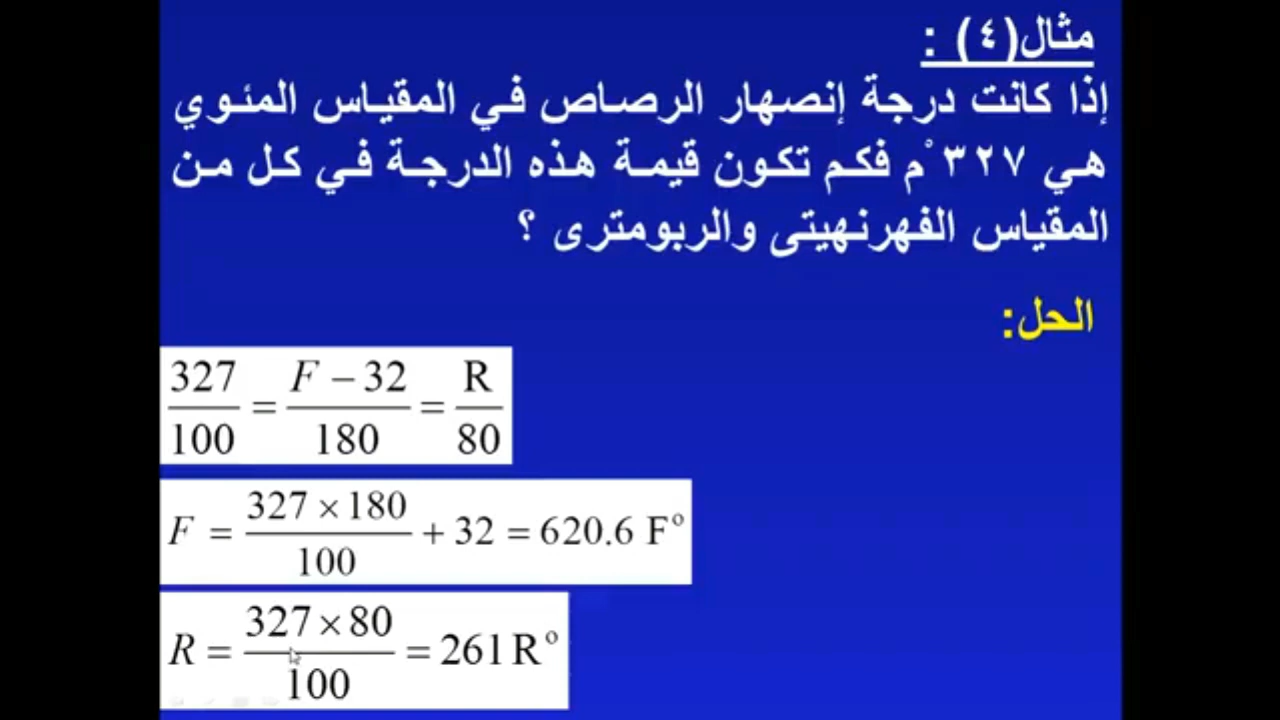 مثال(٤) :
إذا كانت درجة إنصهار الرصاص في المقياس المئوي
هي ٣٢٧ ْم فكم تكون قيمة هذه الدرجة في كل من
المقياس الفهرنهيتى والربومترى ؟
الحل:
327/100 = F − 32/180 = R/80
F = 327 × 180/100 + 32 = 620.6 F°
R = 327 × 80/100 = 261 R°